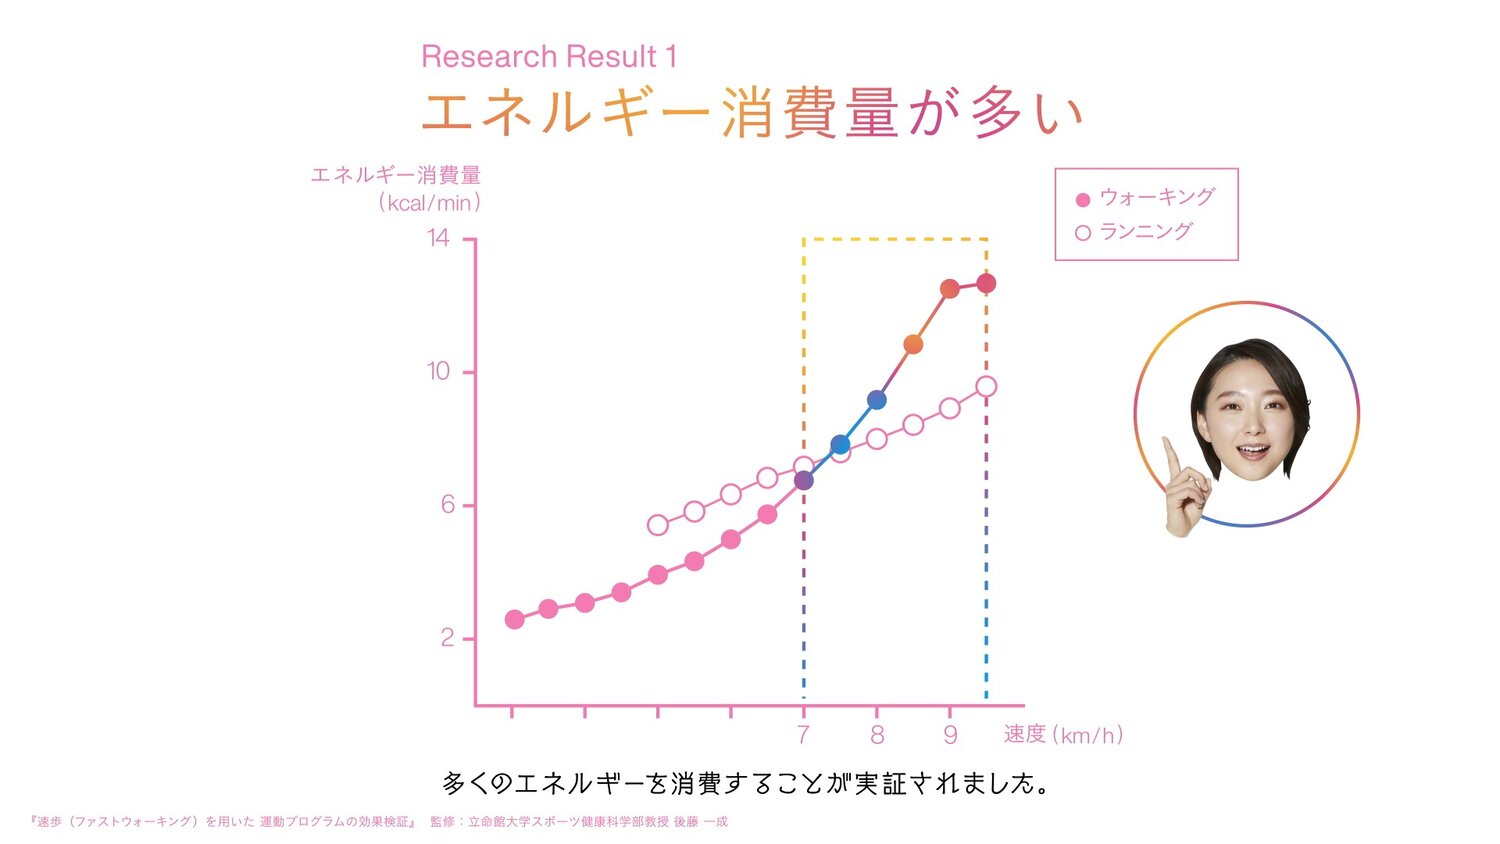 Research Result 1
エネルギー消費量が多い
エネルギー消費量
(kcal/min)
ウォーキング
ランニング
14
10
6
2
7 8 9 速度(km/h)
多くのエネルギーを消費することが実証されました。
『速歩(ファストウォーキング)を用いた 運動プログラムの効果検証』 監修:立命館大学スポーツ健康科学部教授 後藤 一成